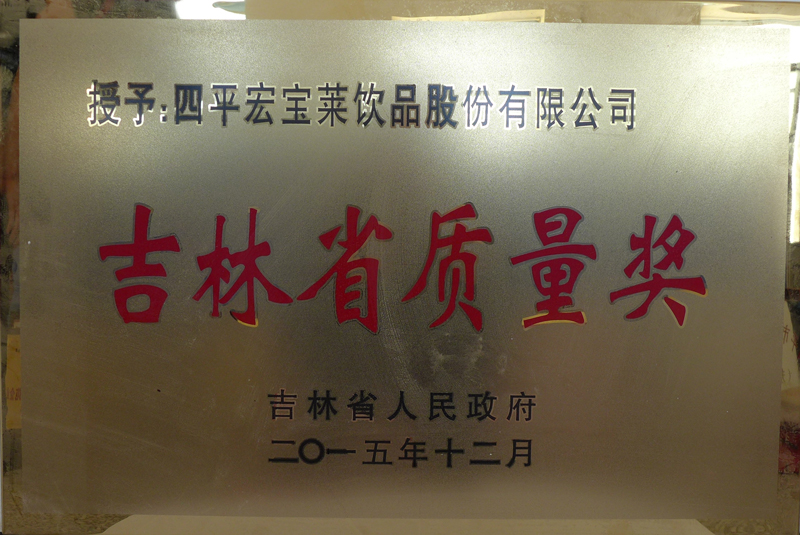 授予:四平宏宝莱饮品股份有限公司
吉林省质量奖
吉林省人民政府
二〇一五年十二月